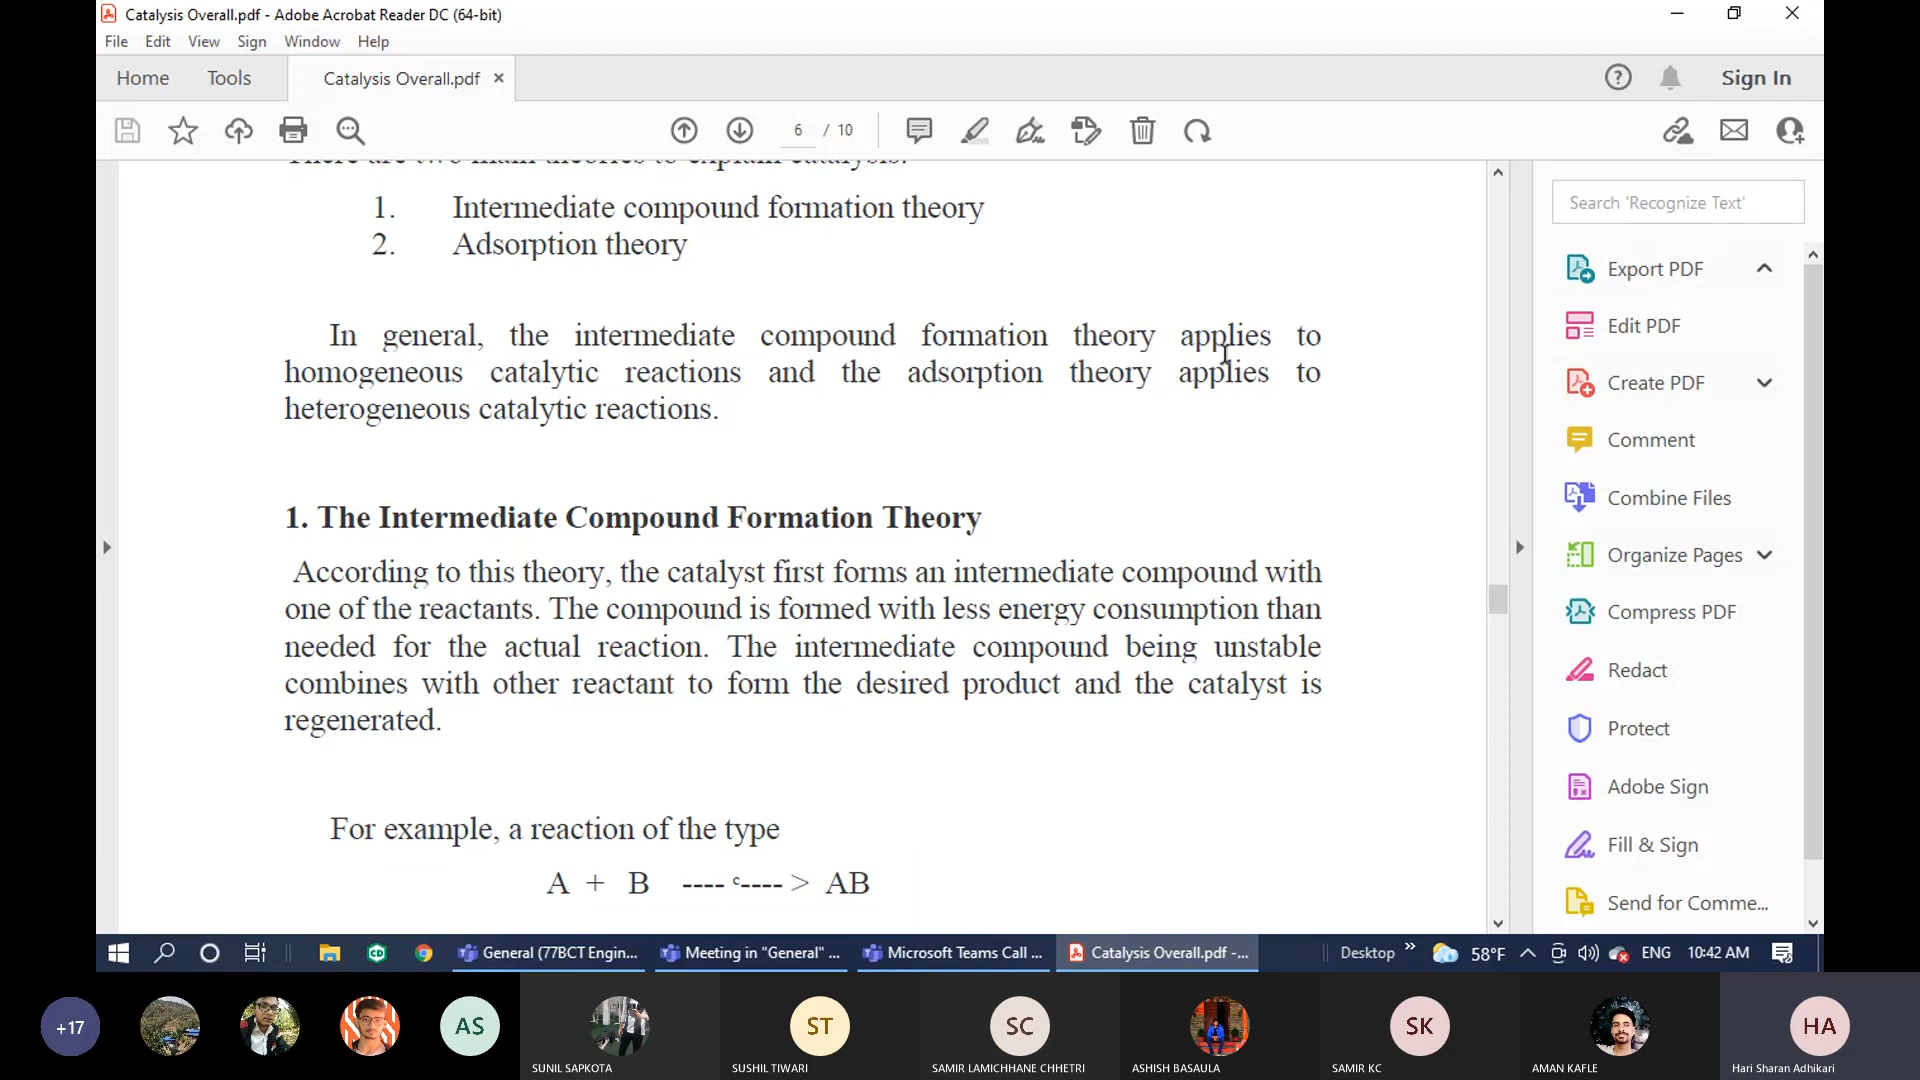 Catalysis Overall.pdf - Adobe Acrobat Reader DC (64-bit)
File Edit View Sign Window Help
Home Tools Catalysis Overall.pdf × Sign In
6 / 10
There are two main theories to explain catalysis.
1. Intermediate compound formation theory
2. Adsorption theory
In general, the intermediate compound formation theory applies to
homogeneous catalytic reactions and the adsorption theory applies to
heterogeneous catalytic reactions.
1. The Intermediate Compound Formation Theory
According to this theory, the catalyst first forms an intermediate compound with
one of the reactants. The compound is formed with less energy consumption than
needed for the actual reaction. The intermediate compound being unstable
combines with other reactant to form the desired product and the catalyst is
regenerated.
For example, a reaction of the type
A + B ---- c---- > AB
Search 'Recognize Text'
Export PDF
Edit PDF
Create PDF
Comment
Combine Files
Organize Pages
Compress PDF
Redact
Protect
Adobe Sign
Fill & Sign
Send for Comme...
General (77BCT Engin... Meeting in "General" ... Microsoft Teams Call ... Catalysis Overall.pdf -... Desktop » 58°F ENG 10:42 AM
+17 AS ST SC SK HA
SUNIL SAPKOTA SUSHIL TIWARI SAMIR LAMICHHANE CHHETRI ASHISH BASAULA SAMIR KC AMAN KAFLE Hari Sharan Adhikari